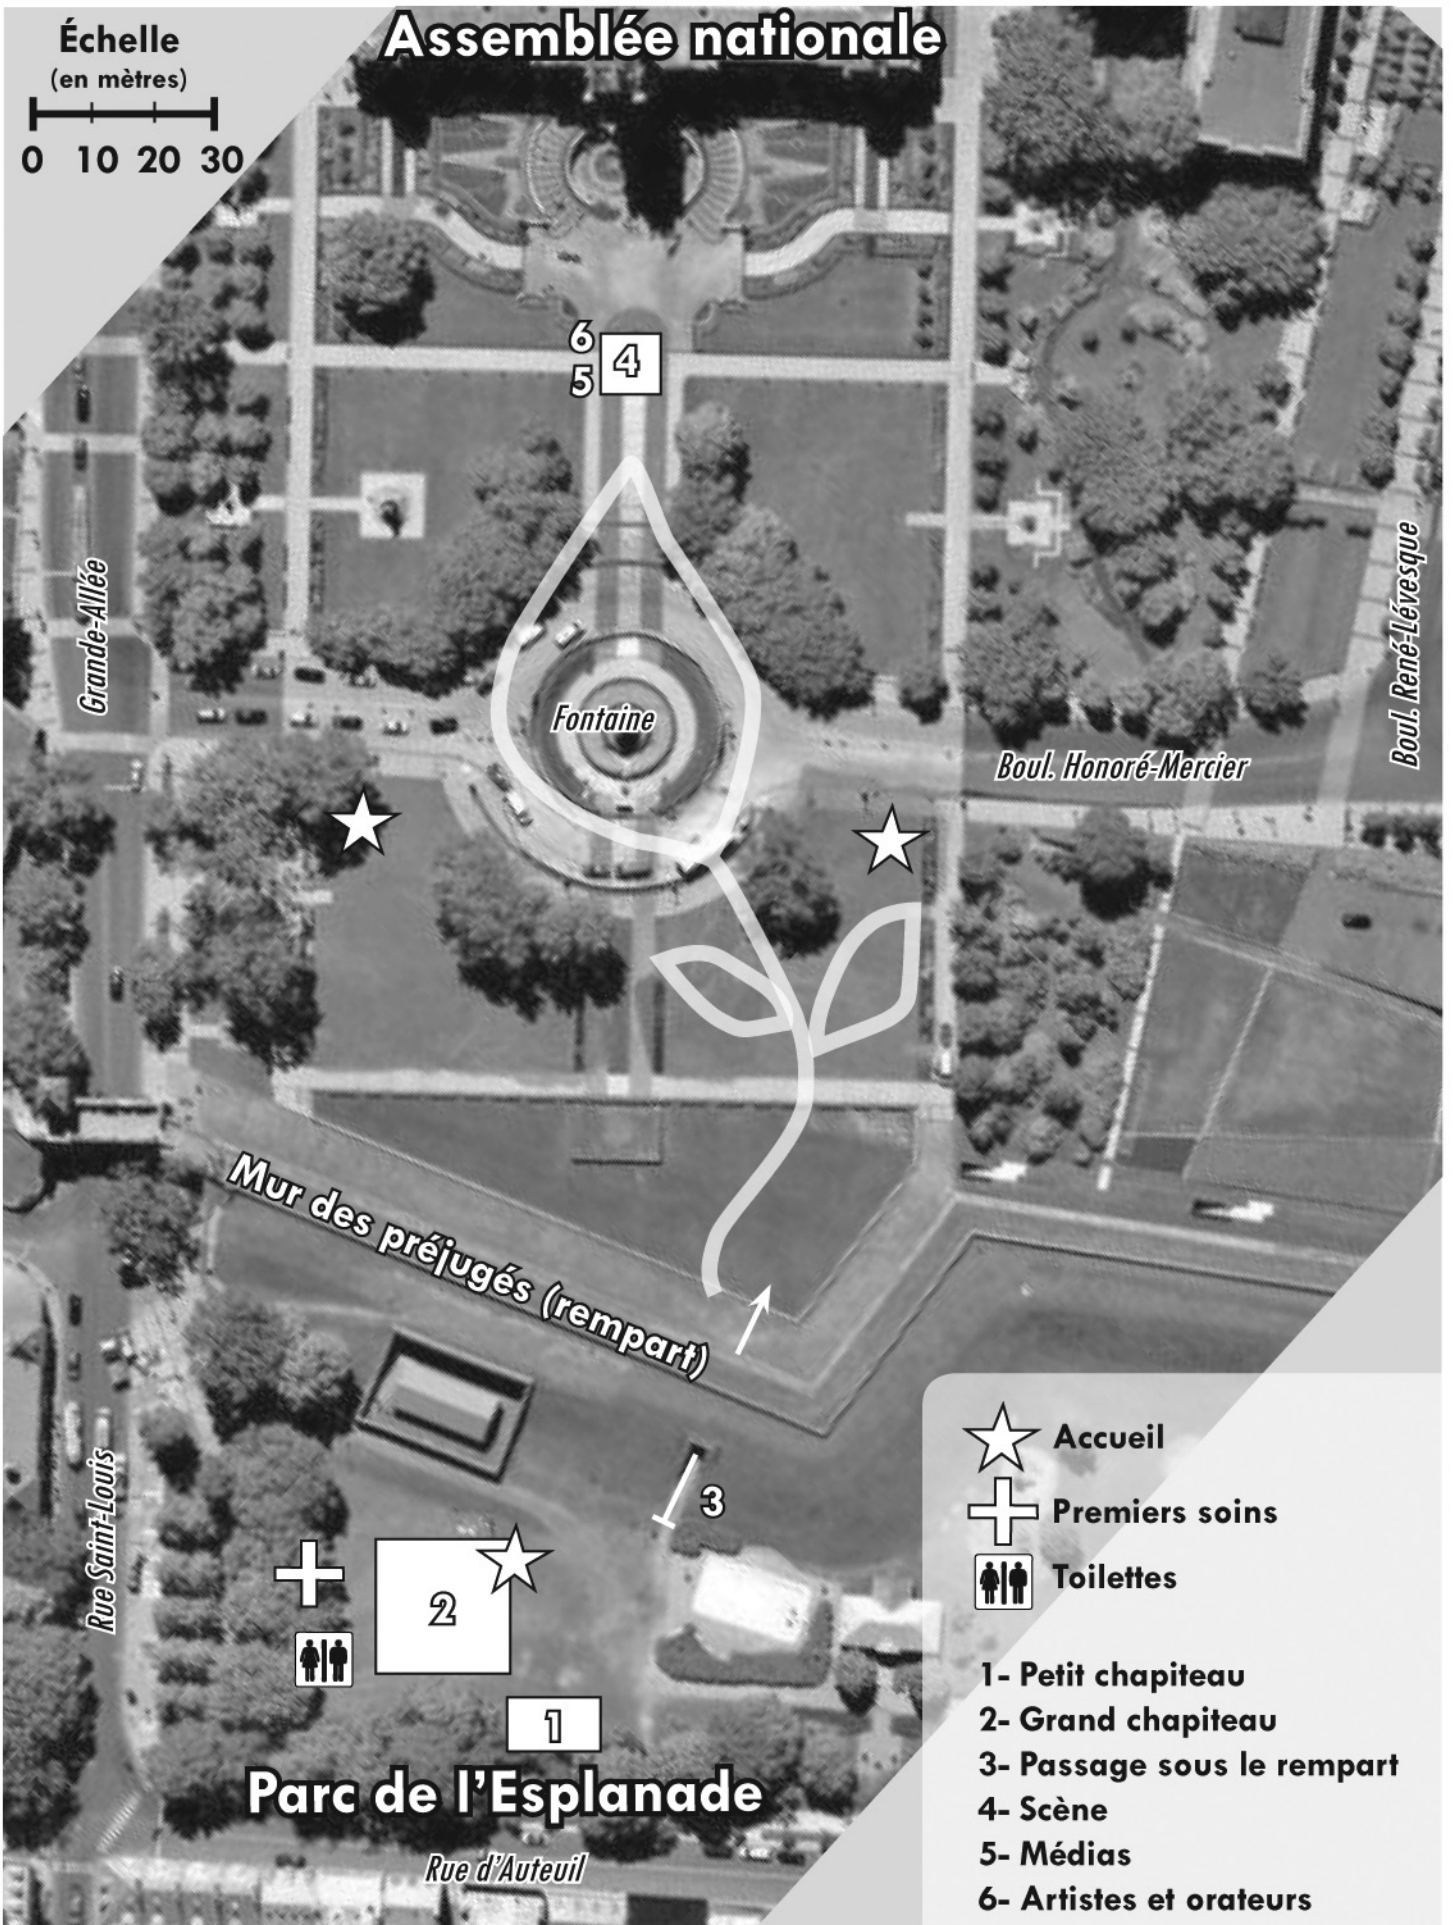 Assemblée nationale
Échelle
(en mètres)
0 10 20 30
6
4
5
Grande-Allée
Fontaine
Boul. Honoré-Mercier
Boul. René-Lévesque
Mur des préjugés (rempart)
3
2
1
Rue Saint-Louis
Parc de l'Esplanade
Rue d'Auteuil
Accueil
Premiers soins
Toilettes
1- Petit chapiteau
2- Grand chapiteau
3- Passage sous le rempart
4- Scène
5- Médias
6- Artistes et orateurs